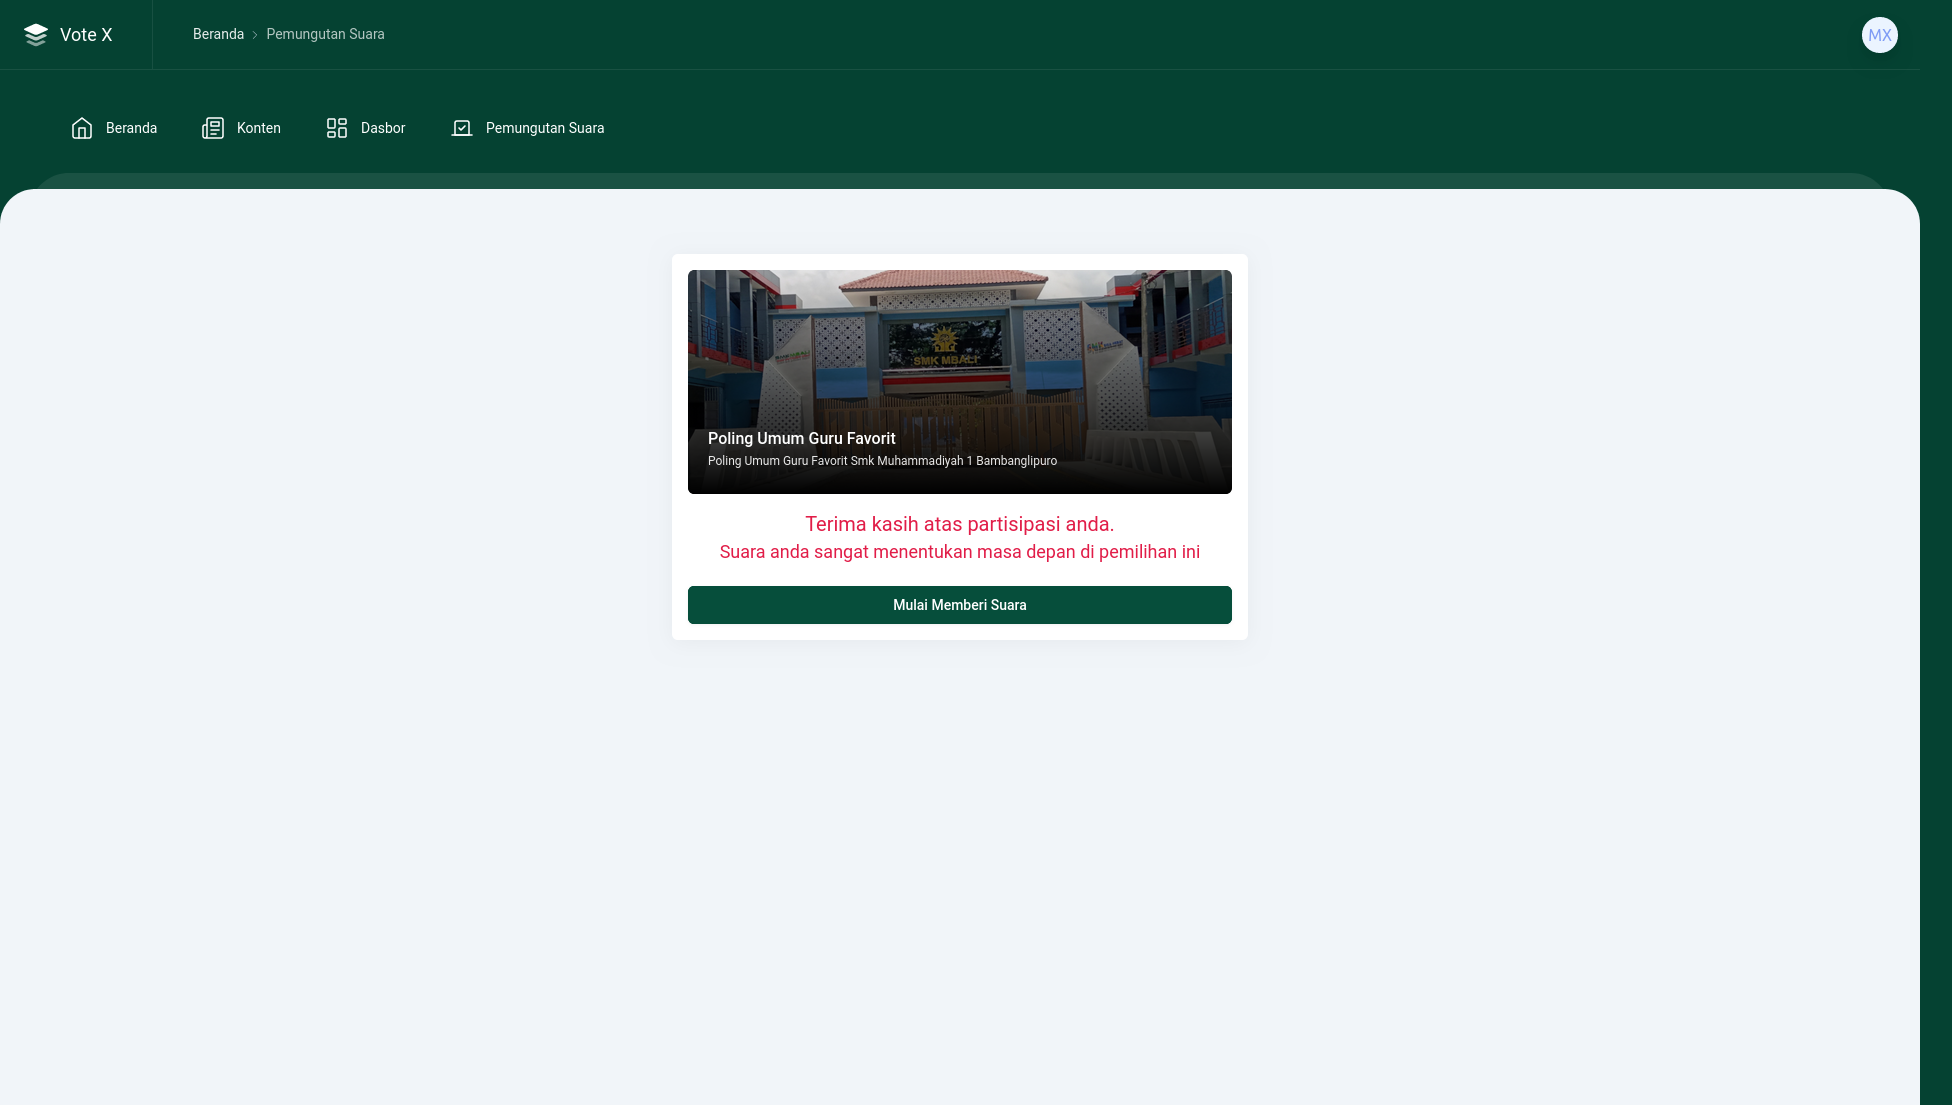 Vote X
Beranda > Pemungutan Suara
MX
Beranda
Konten
Dasbor
Pemungutan Suara
SMK MBALI
Poling Umum Guru Favorit
Poling Umum Guru Favorit Smk Muhammadiyah 1 Bambanglipuro
Terima kasih atas partisipasi anda.
Suara anda sangat menentukan masa depan di pemilihan ini
Mulai Memberi Suara